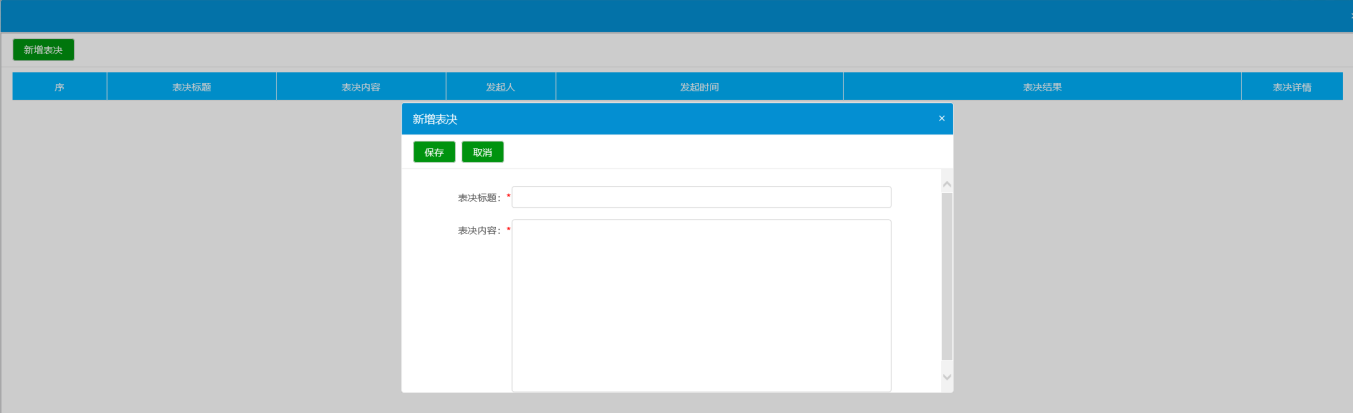 新增表决
序 表决标题 表决内容 发起人 发起时间 表决结果 表决详情
新增表决 ×
保存 取消
表决标题：*
表决内容：*